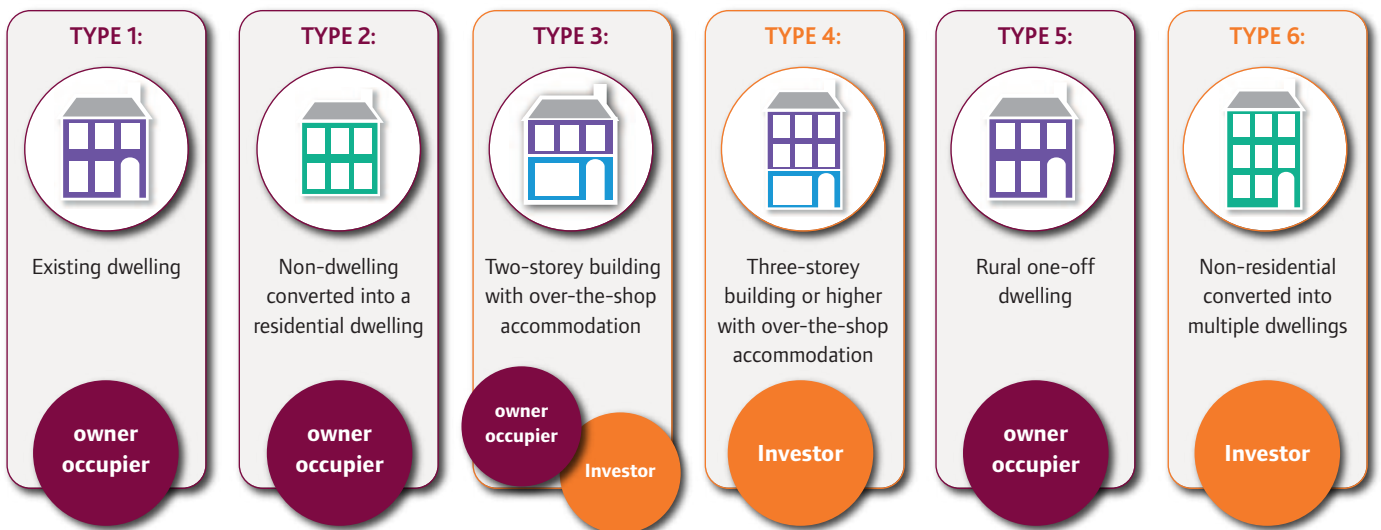 TYPE 1:
Existing dwelling
owner
occupier
TYPE 2:
Non-dwelling
converted into a
residential dwelling
owner
occupier
TYPE 3:
Two-storey building
with over-the-shop
accommodation
owner
occupier
Investor
TYPE 4:
Three-storey
building or higher
with over-the-shop
accommodation
Investor
TYPE 5:
Rural one-off
dwelling
owner
occupier
TYPE 6:
Non-residential
converted into
multiple dwellings
Investor